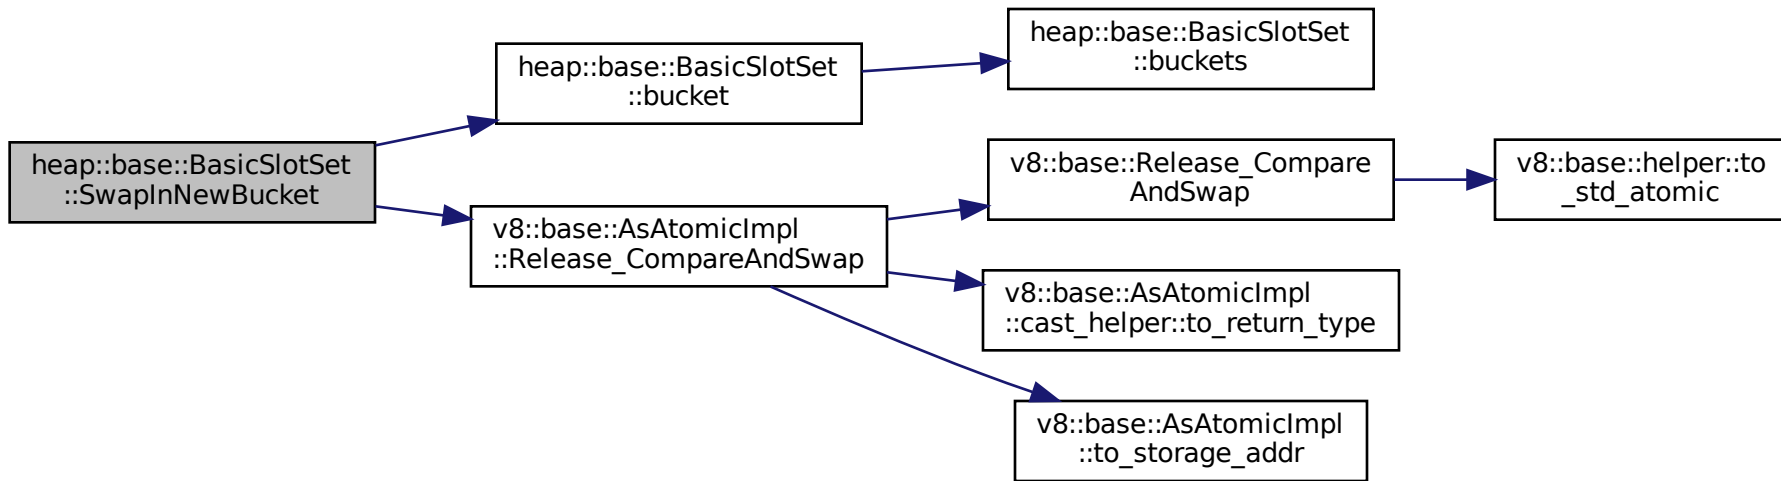 heap::base::BasicSlotSet
::SwapInNewBucket
heap::base::BasicSlotSet
::bucket
heap::base::BasicSlotSet
::buckets
v8::base::AsAtomicImpl
::Release_CompareAndSwap
v8::base::Release_Compare
AndSwap
v8::base::helper::to
_std_atomic
v8::base::AsAtomicImpl
::cast_helper::to_return_type
v8::base::AsAtomicImpl
::to_storage_addr